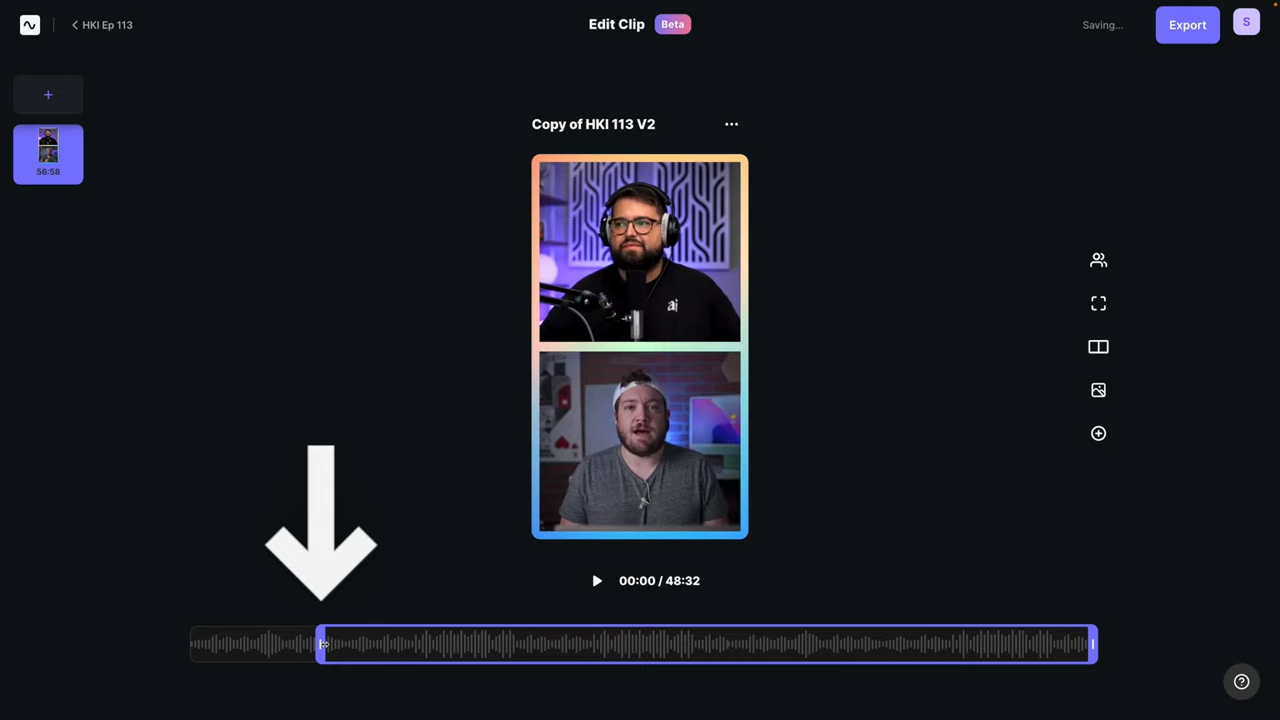 HKI Ep 113
Edit Clip
Beta
Saving...
Export
S
+
56:58
Copy of HKI 113 V2
...
ai
00:00 / 48:32
?